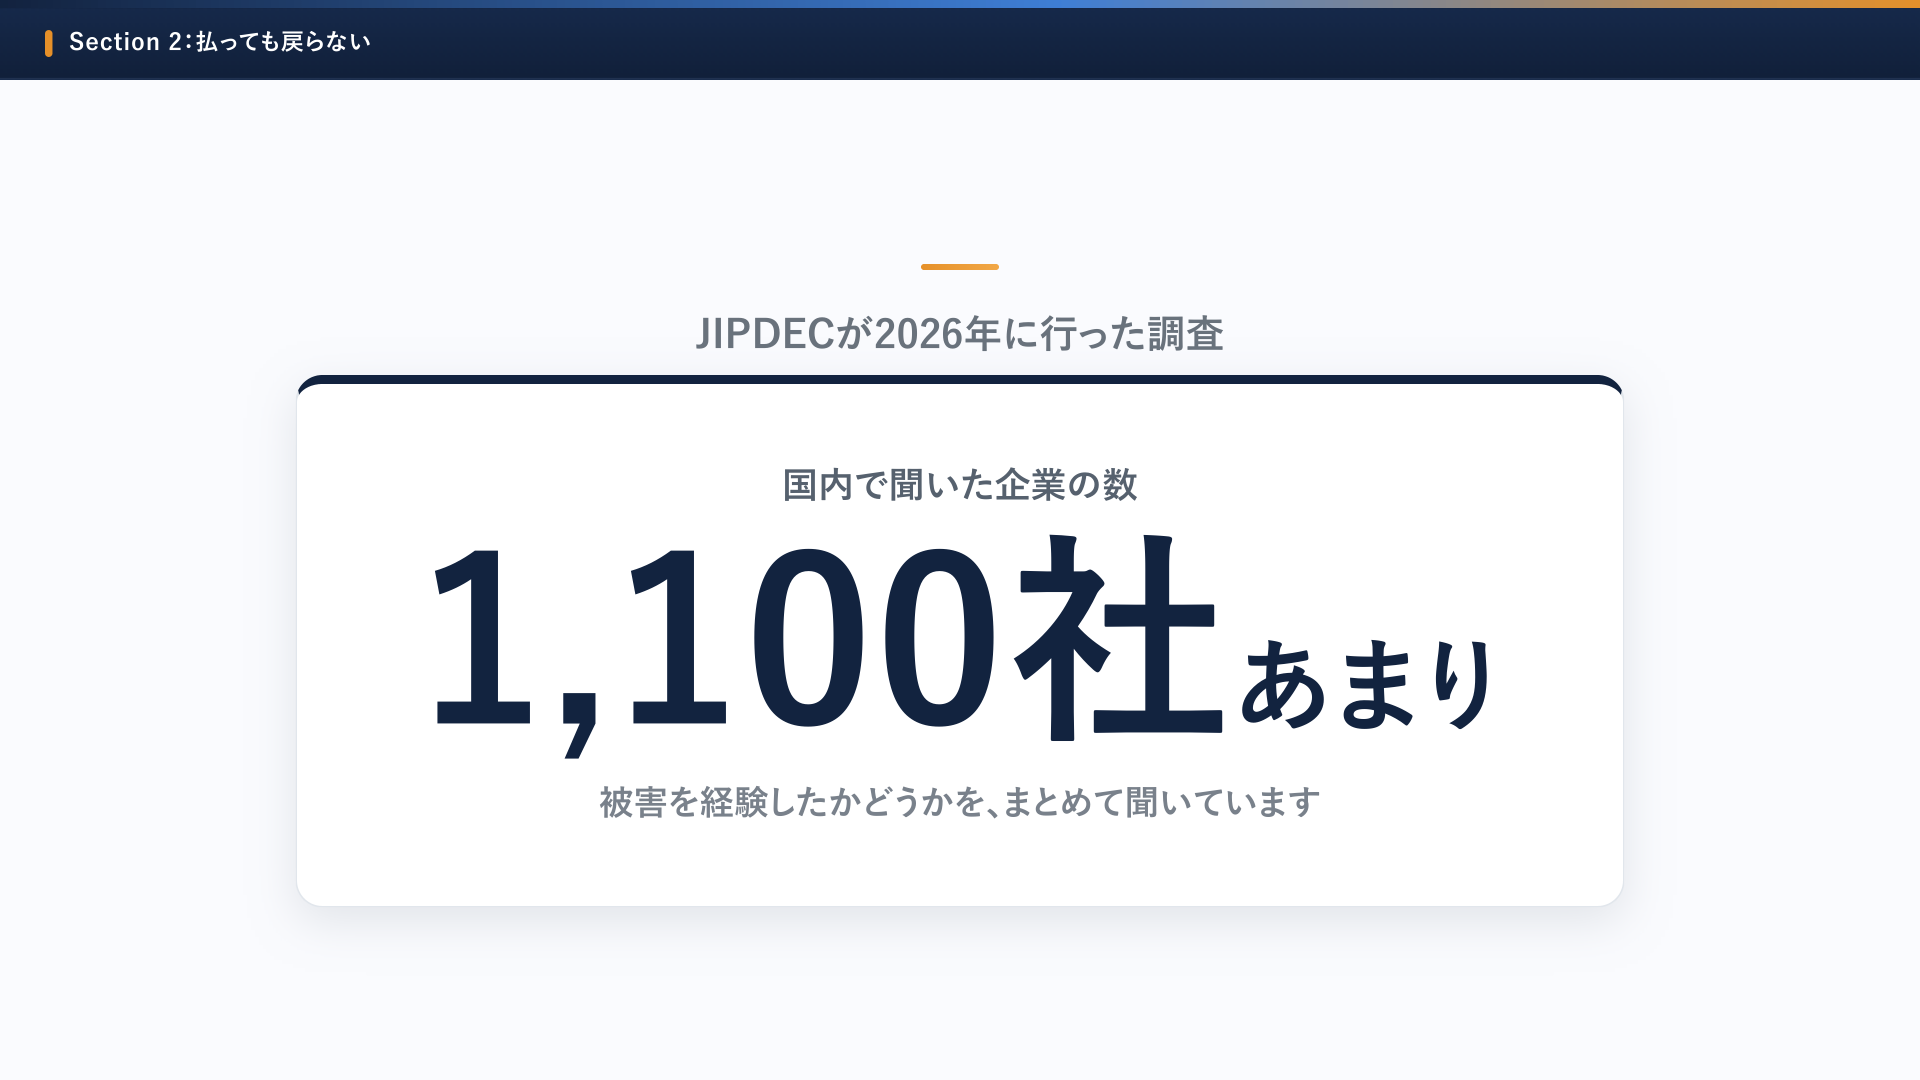 Section 2：払っても戻らない
JIPDECが2026年に行った調査
国内で聞いた企業の数
1,100社あまり
被害を経験したかどうかを、まとめて聞いています